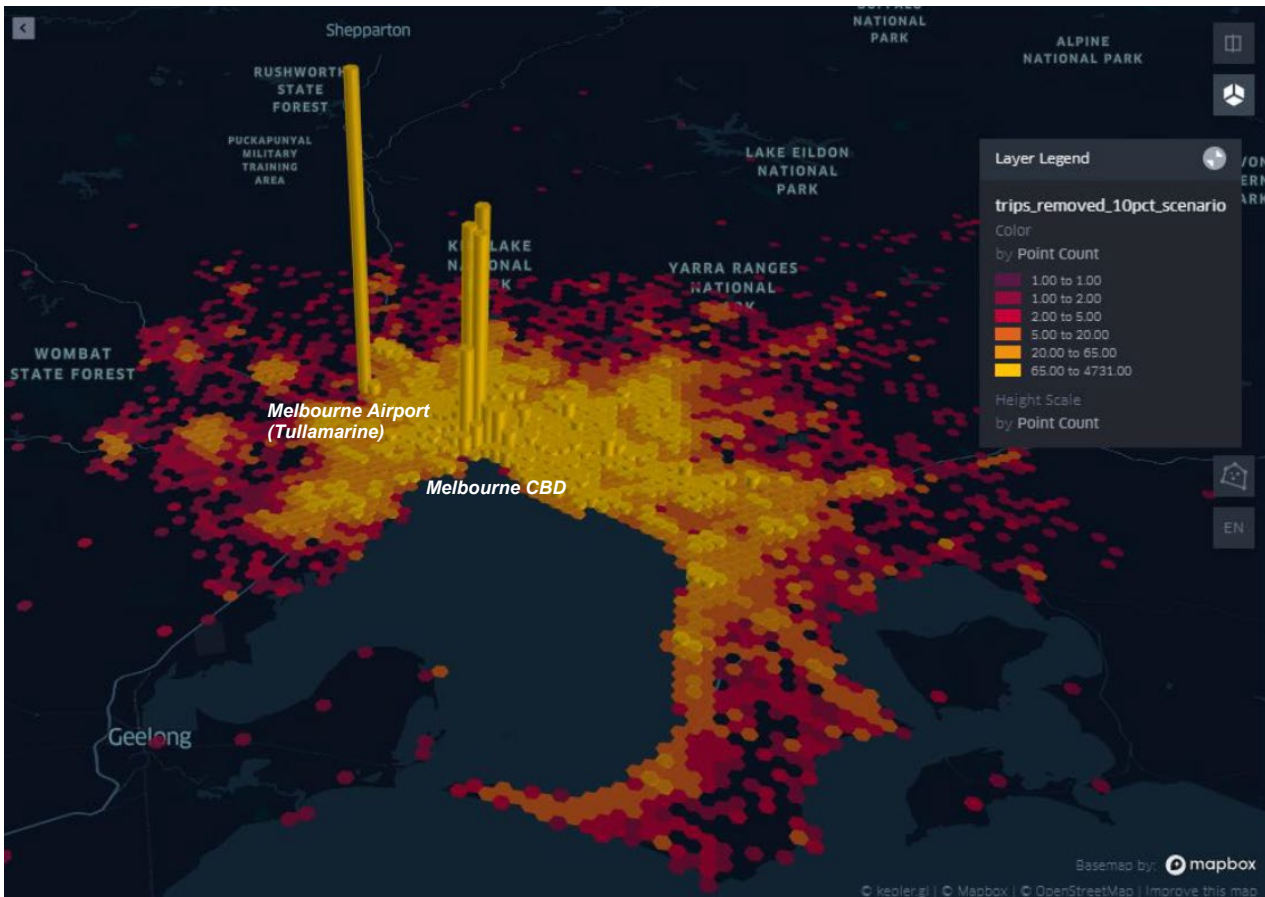 BUFFALO
NATIONAL
PARK
Shepparton
ALPINE
NATIONAL PARK
RUSHWORTH
STATE
FOREST
PUCKAPUNYAL
MILITARY
TRAINING
AREA
LAKE EILDON
NATIONAL
PARK
Layer Legend
trips_removed_10pct_scenario
Color
by Point Count
1.00 to 1.00
1.00 to 2.00
2.00 to 5.00
5.00 to 20.00
20.00 to 65.00
65.00 to 4731.00
Height Scale
by Point Count
LAKE
NATIONAL
YARRA RANGES
NATIONAL
WOMBAT
STATE FOREST
Melbourne Airport
(Tullamarine)
Melbourne CBD
EN
Geelong
Basemap by: mapbox
© kepler.gl | © Mapbox | © OpenStreetMap | Improve this map